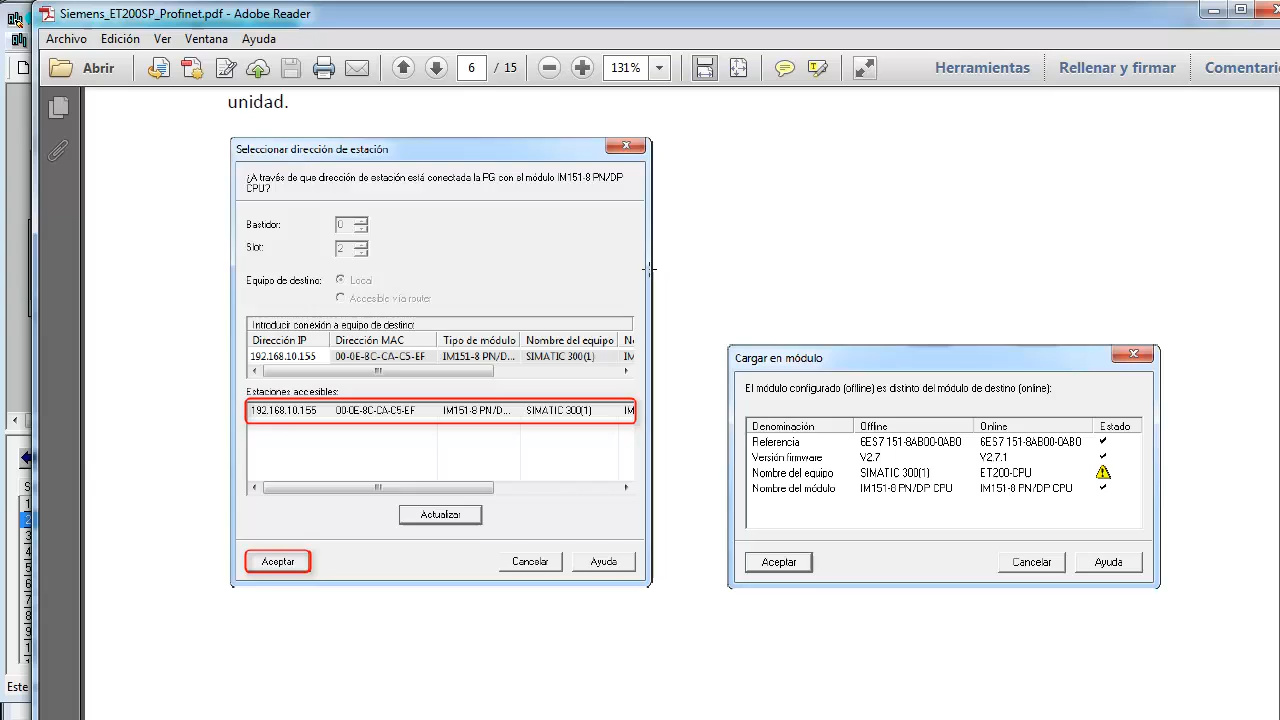 Siemens_ET200SP_Profinet.pdf - Adobe Reader
Archivo Edición Ver Ventana Ayuda
Abrir 6 / 15 131% Herramientas Rellenar y firmar Comentario
unidad.
Seleccionar dirección de estación
¿A través de que dirección de estación está conectada la PG con el módulo IM151-8 PN/DP
CPU?
Bastidor: 0
Slot: 2
Equipo de destino: Local
Accesible vía router
Introducir conexión a equipo de destino:
Dirección IP Dirección MAC Tipo de módulo Nombre del equipo
192.168.10.155 00-0E-8C-CA-C5-EF IM151-8 PN/D... SIMATIC 300(1) IM
Estaciones accesibles:
192.168.10.155 00-0E-8C-CA-C5-EF IM151-8 PN/D... SIMATIC 300(1) IM
Actualizar
Aceptar Cancelar Ayuda
Cargar en módulo
El módulo configurado (offline) es distinto del módulo de destino (online):
Denominación Offline Online Estado
Referencia 6ES7 151-8AB00-0AB0 6ES7 151-8AB00-0AB0
Versión firmware V2.7 V2.7.1
Nombre del equipo SIMATIC 300(1) ET200-CPU
Nombre del módulo IM151-8 PN/DP CPU IM151-8 PN/DP CPU
Aceptar Cancelar Ayuda
Este